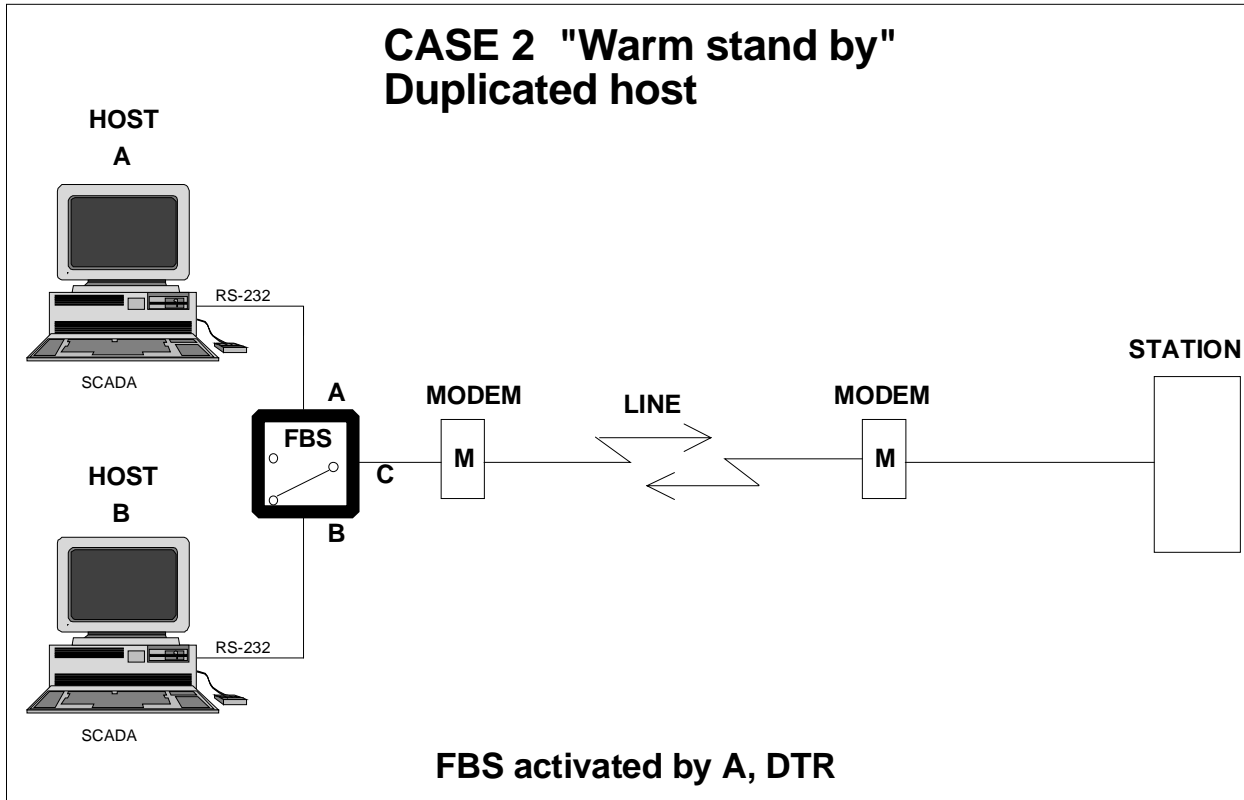 CASE 2 "Warm stand by"
Duplicated host
HOST
A
RS-232
SCADA
A
FBS
C
B
MODEM
M
LINE
MODEM
M
STATION
HOST
B
RS-232
SCADA
FBS activated by A, DTR